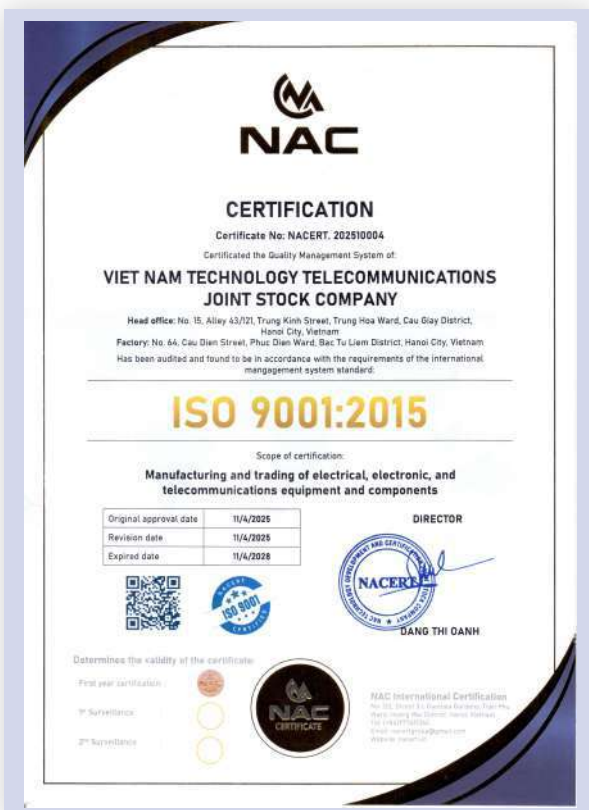 NAC
CERTIFICATION
Certificate No: NACERT. 202510004
Certificated the Quality Management System of:
VIET NAM TECHNOLOGY TELECOMMUNICATIONS
JOINT STOCK COMPANY
Head office: No. 15, Alley 43/121, Trung Kinh Street, Trung Hoa Ward, Cau Giay District,
Hanoi City, Vietnam
Factory: No. 64, Cau Dien Street, Phuc Dien Ward, Bac Tu Liem District, Hanoi City, Vietnam
Has been audited and found to be in accordance with the requirements of the international
mangagement system standard:
ISO 9001:2015
Scope of certification:
Manufacturing and trading of electrical, electronic, and
telecommunications equipment and components
Original approval date 11/4/2025
Revision date 11/4/2025
Expired date 11/4/2028
DIRECTOR
NACERT
ISO 9001
CERTIFIED
NACERT
DANG THI OANH
Determines the validity of the certificate:
First year certification :
1st Surveillance :
2nd Surveillance :
NAC
CERTIFICATE
NAC International Certification